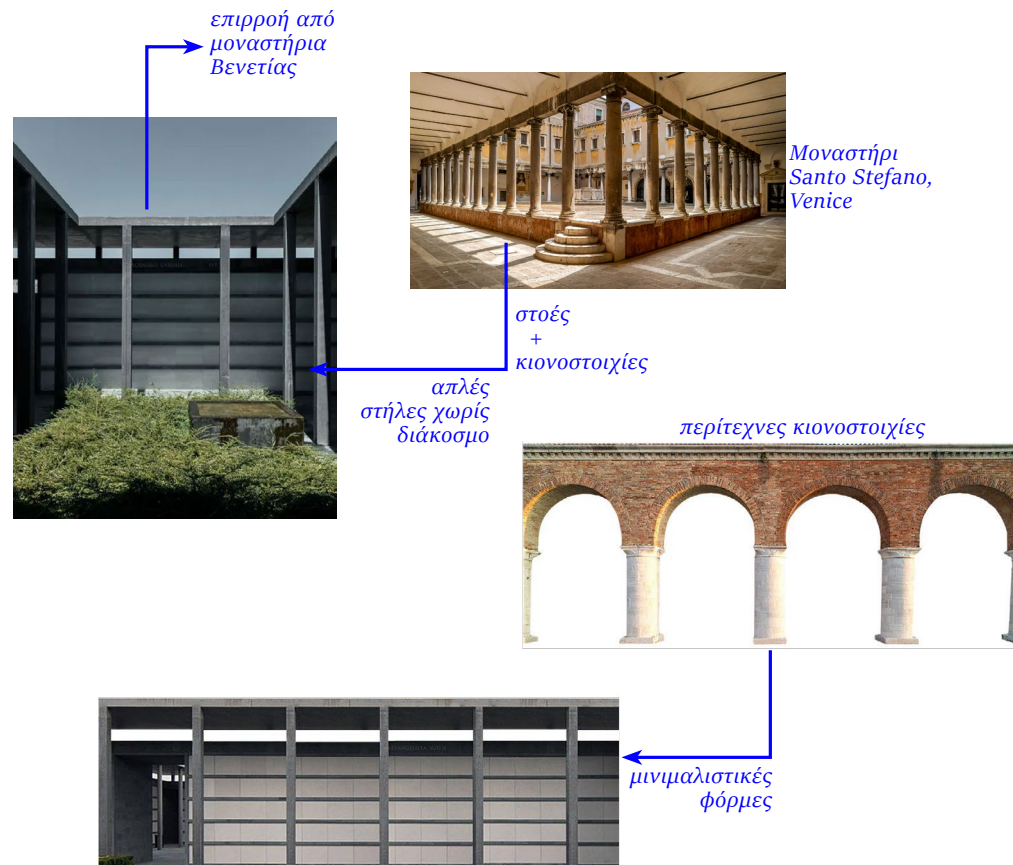 επιρροή από
μοναστήρια
Βενετίας
Μοναστήρι
Santo Stefano,
Venice
στοές
+
κιονοστοιχίες
απλές
στήλες χωρίς
διάκοσμο
περίτεχνες κιονοστοιχίες
μινιμαλιστικές
φόρμες